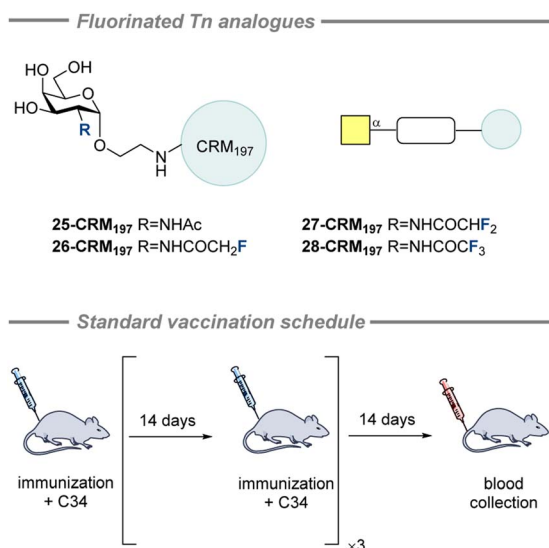 Fluorinated Tn analogues
HO OH
HO
O
R
O
N
H
CRM197
α
25-CRM197 R=NHAc
26-CRM197 R=NHCOCH2F
27-CRM197 R=NHCOCHF2
28-CRM197 R=NHCOCF3
Standard vaccination schedule
14 days
14 days
immunization
+ C34
immunization
+ C34
blood
collection
×3